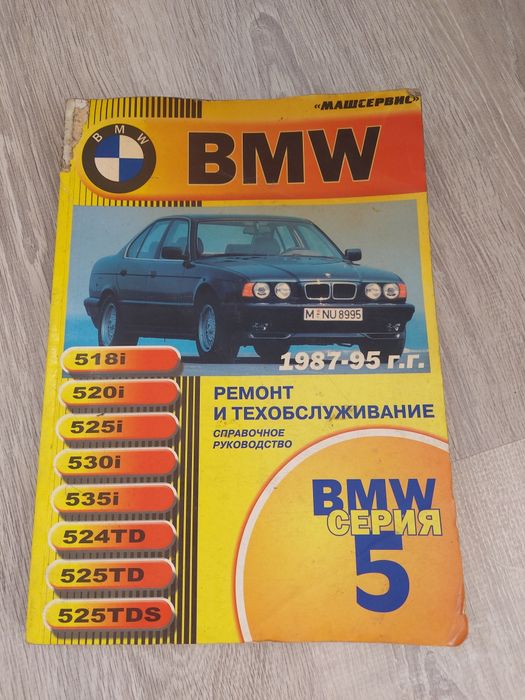 «МАШСЕРВИС»
BMW
BMW
M NU 8995
1987-95 г.г.
518i
520i
525i
530i
535i
524TD
525TD
525TDS
РЕМОНТ
И ТЕХОБСЛУЖИВАНИЕ
СПРАВОЧНОЕ
РУКОВОДСТВО
BMW
СЕРИЯ
5